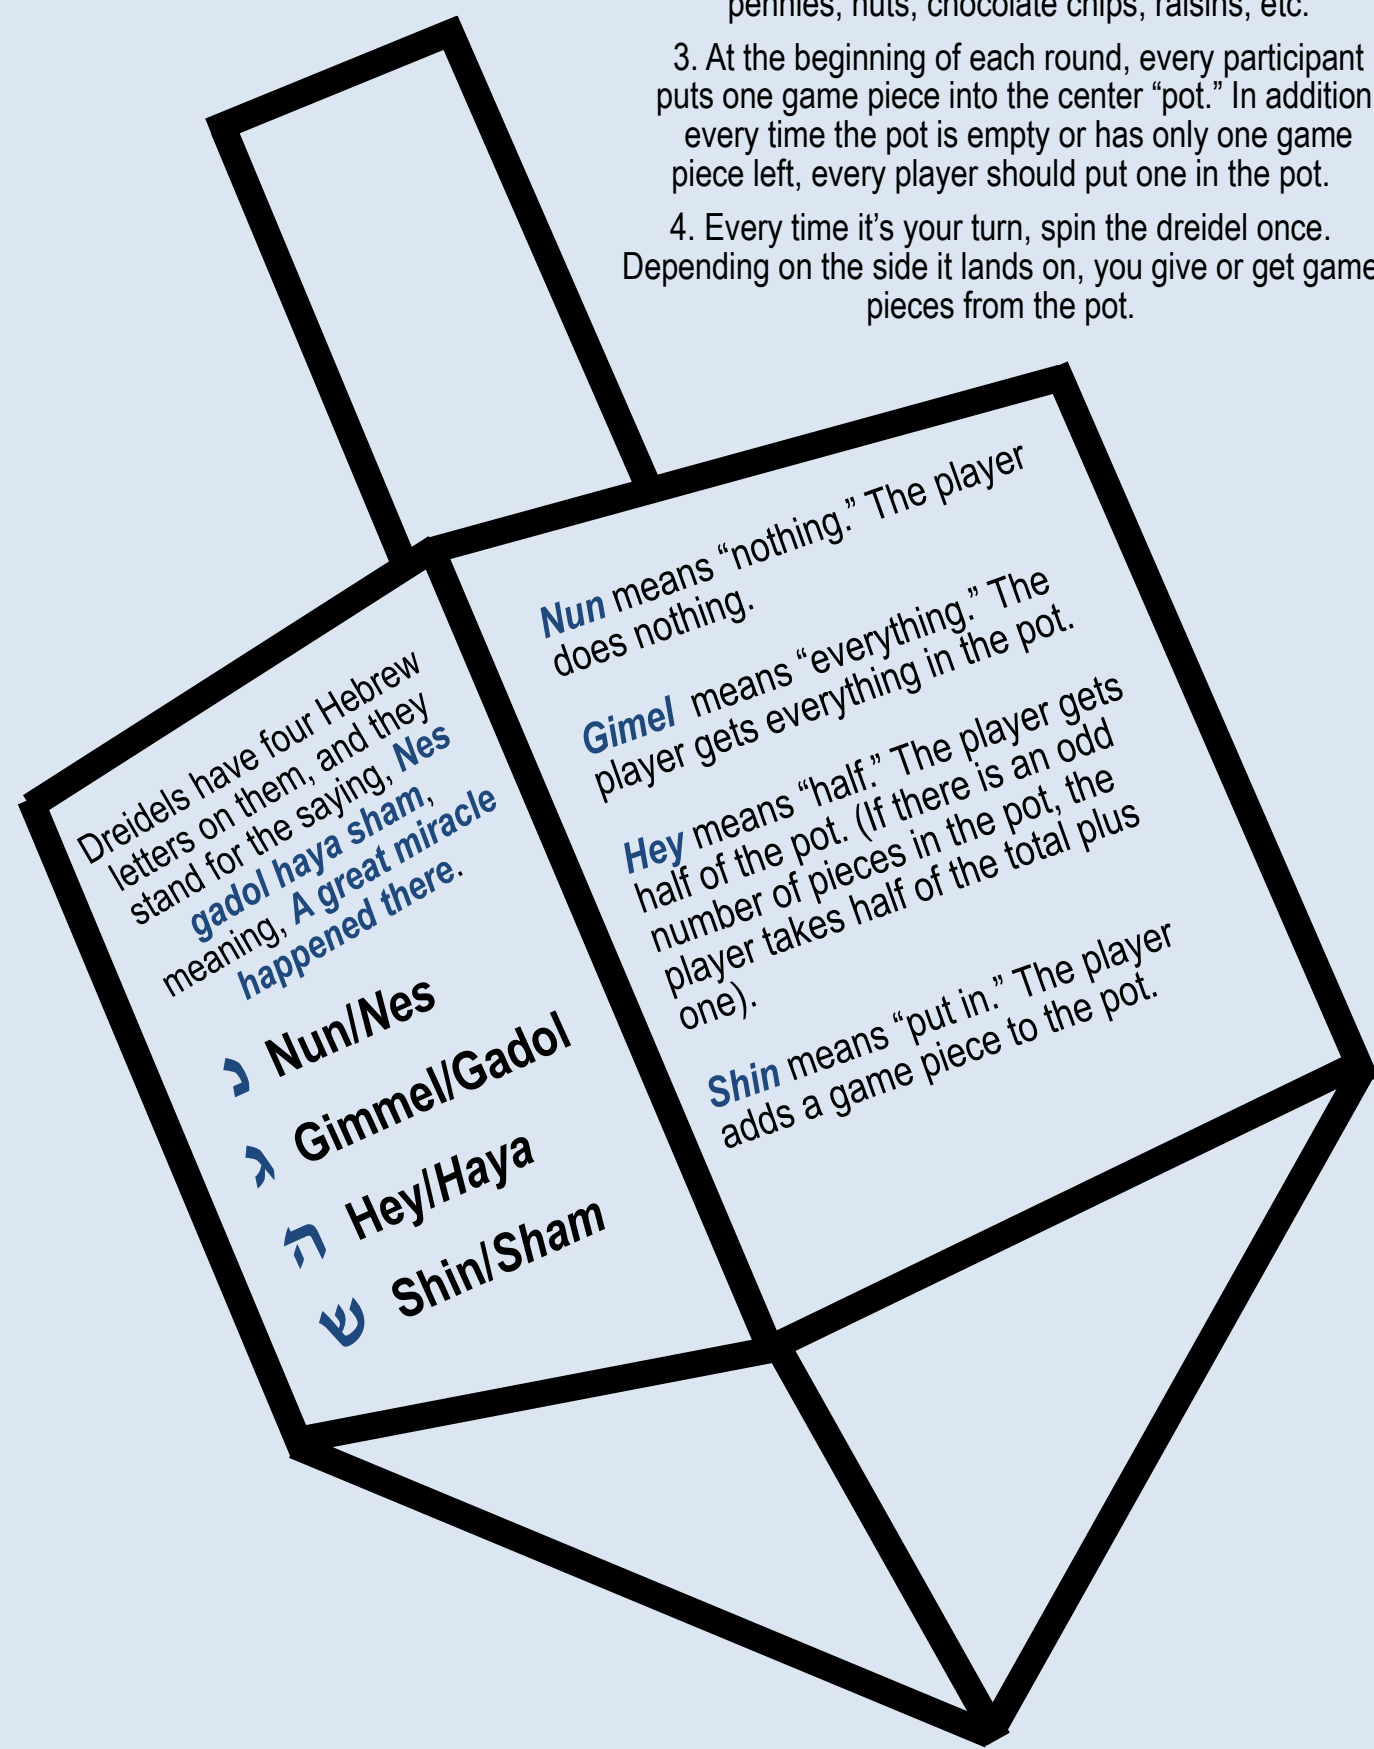 pennies, nuts, chocolate chips, raisins, etc.
3. At the beginning of each round, every participant
puts one game piece into the center “pot.” In addition
every time the pot is empty or has only one game
piece left, every player should put one in the pot.
4. Every time it’s your turn, spin the dreidel once.
Depending on the side it lands on, you give or get game
pieces from the pot.
Dreidels have four Hebrew
letters on them, and they
stand for the saying, Nes
gadol haya sham,
meaning, A great miracle
happened there.
נ Nun/Nes
ג Gimmel/Gadol
ה Hey/Haya
ש Shin/Sham
Nun means “nothing.” The player
does nothing.
Gimel means “everything.” The
player gets everything in the pot.
Hey means “half.” The player gets
half of the pot. (If there is an odd
number of pieces in the pot, the
player takes half of the total plus
one).
Shin means “put in.” The player
adds a game piece to the pot.